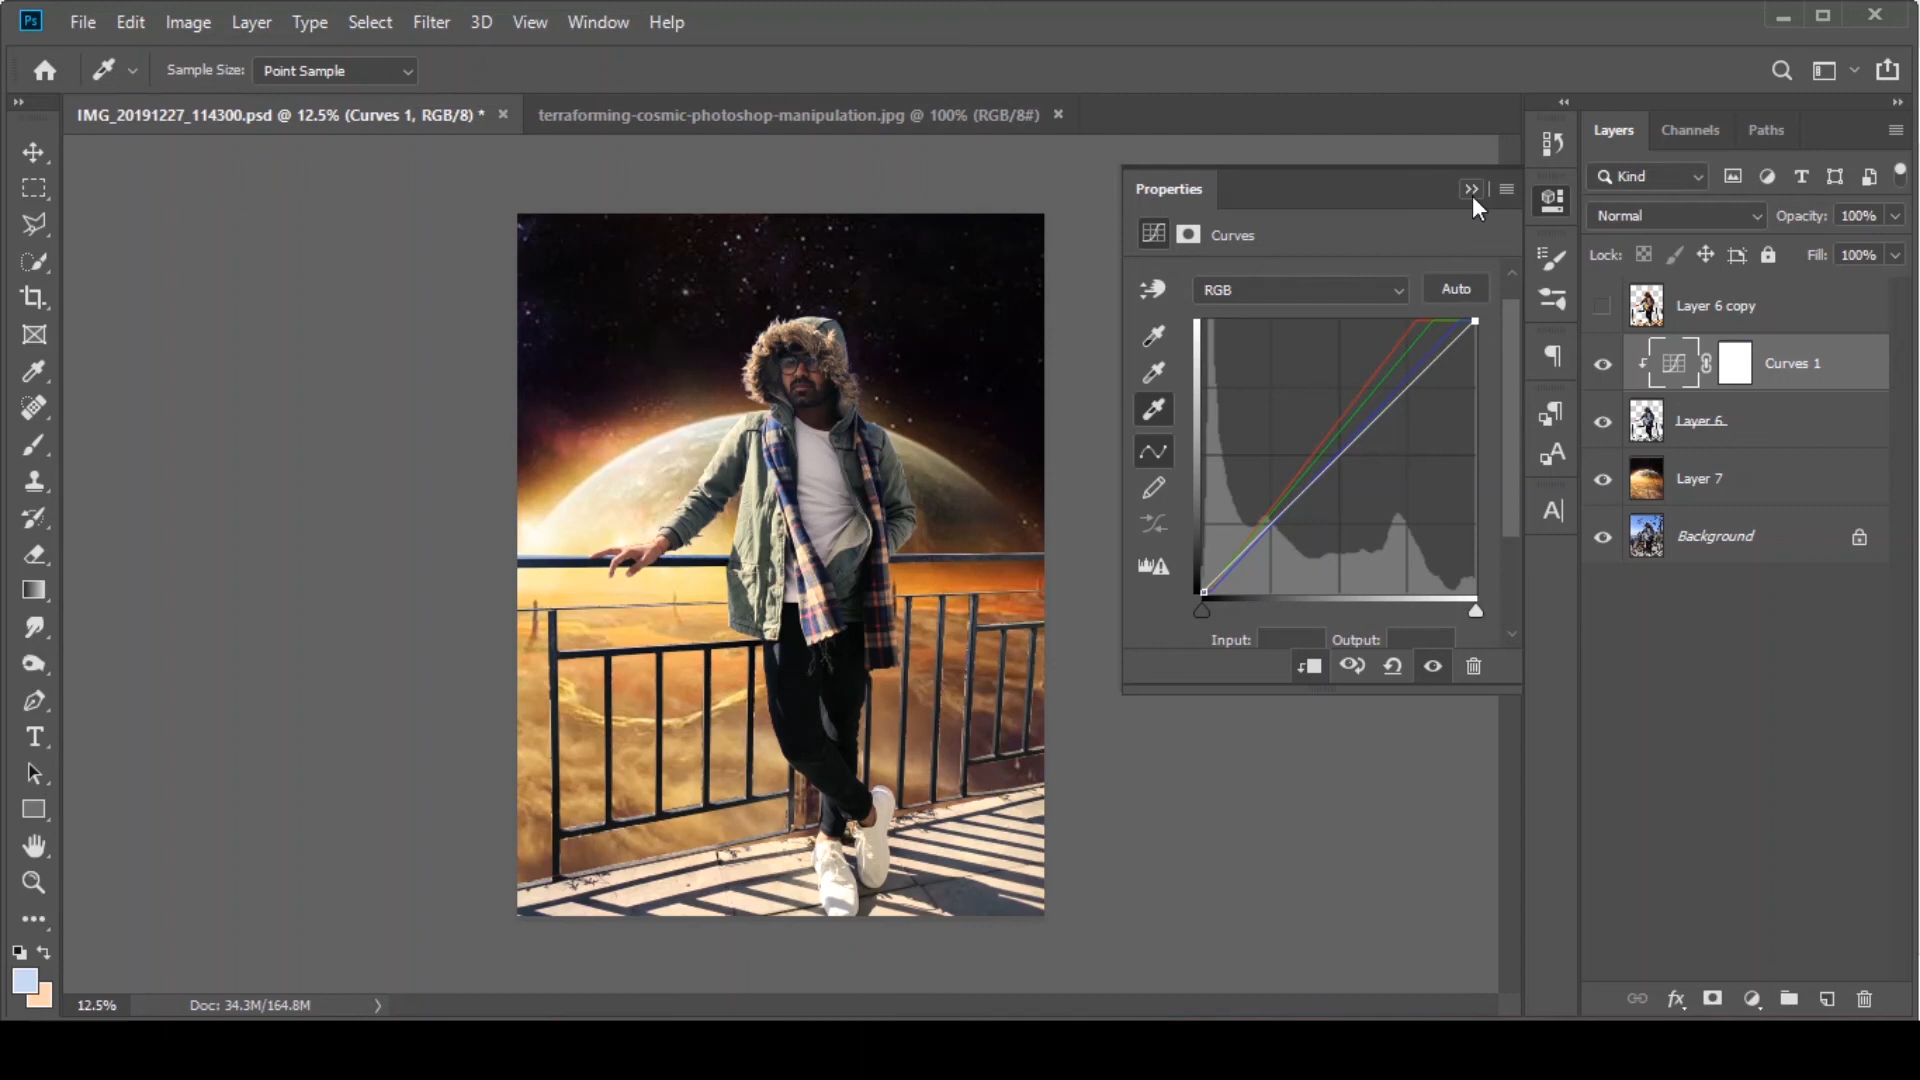 Ps File Edit Image Layer Type Select Filter 3D View Window Help
Sample Size: Point Sample
IMG_20191227_114300.psd @ 12.5% (Curves 1, RGB/8) *
terraforming-cosmic-photoshop-manipulation.jpg @ 100% (RGB/8#)
Properties
Curves
RGB
Auto
Input:
Output:
Layers Channels Paths
Kind
Normal
Opacity: 100%
Lock:
Fill: 100%
Layer 6 copy
Curves 1
Layer 6
Layer 7
Background
12.5%
Doc: 34.3M/164.8M